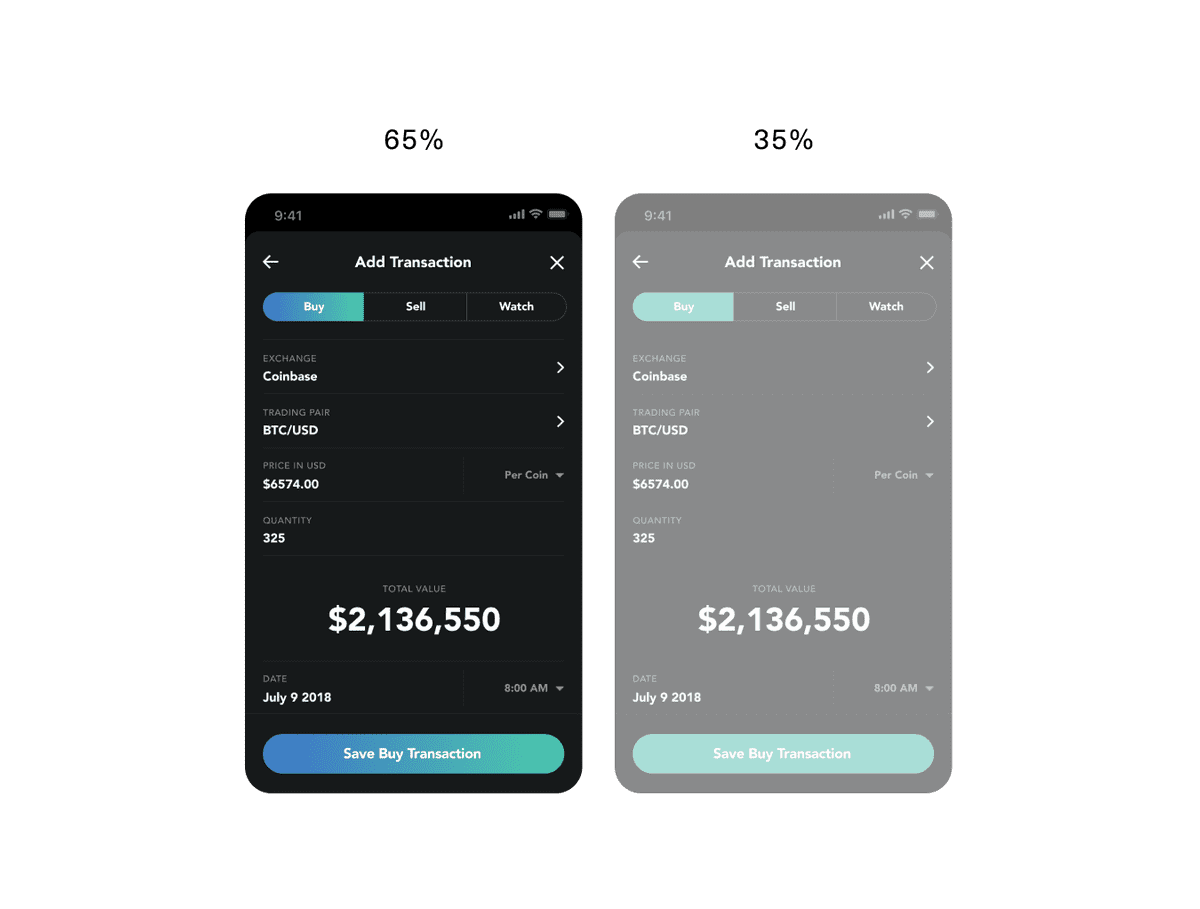 65%
9:41
Add Transaction
Buy Sell Watch
EXCHANGE
Coinbase
TRADING PAIR
BTC/USD
PRICE IN USD
$6574.00
Per Coin
QUANTITY
325
TOTAL VALUE
$2,136,550
DATE
July 9 2018
8:00 AM
Save Buy Transaction
35%
9:41
Add Transaction
Buy Sell Watch
EXCHANGE
Coinbase
TRADING PAIR
BTC/USD
PRICE IN USD
$6574.00
Per Coin
QUANTITY
325
TOTAL VALUE
$2,136,550
DATE
July 9 2018
8:00 AM
Save Buy Transaction